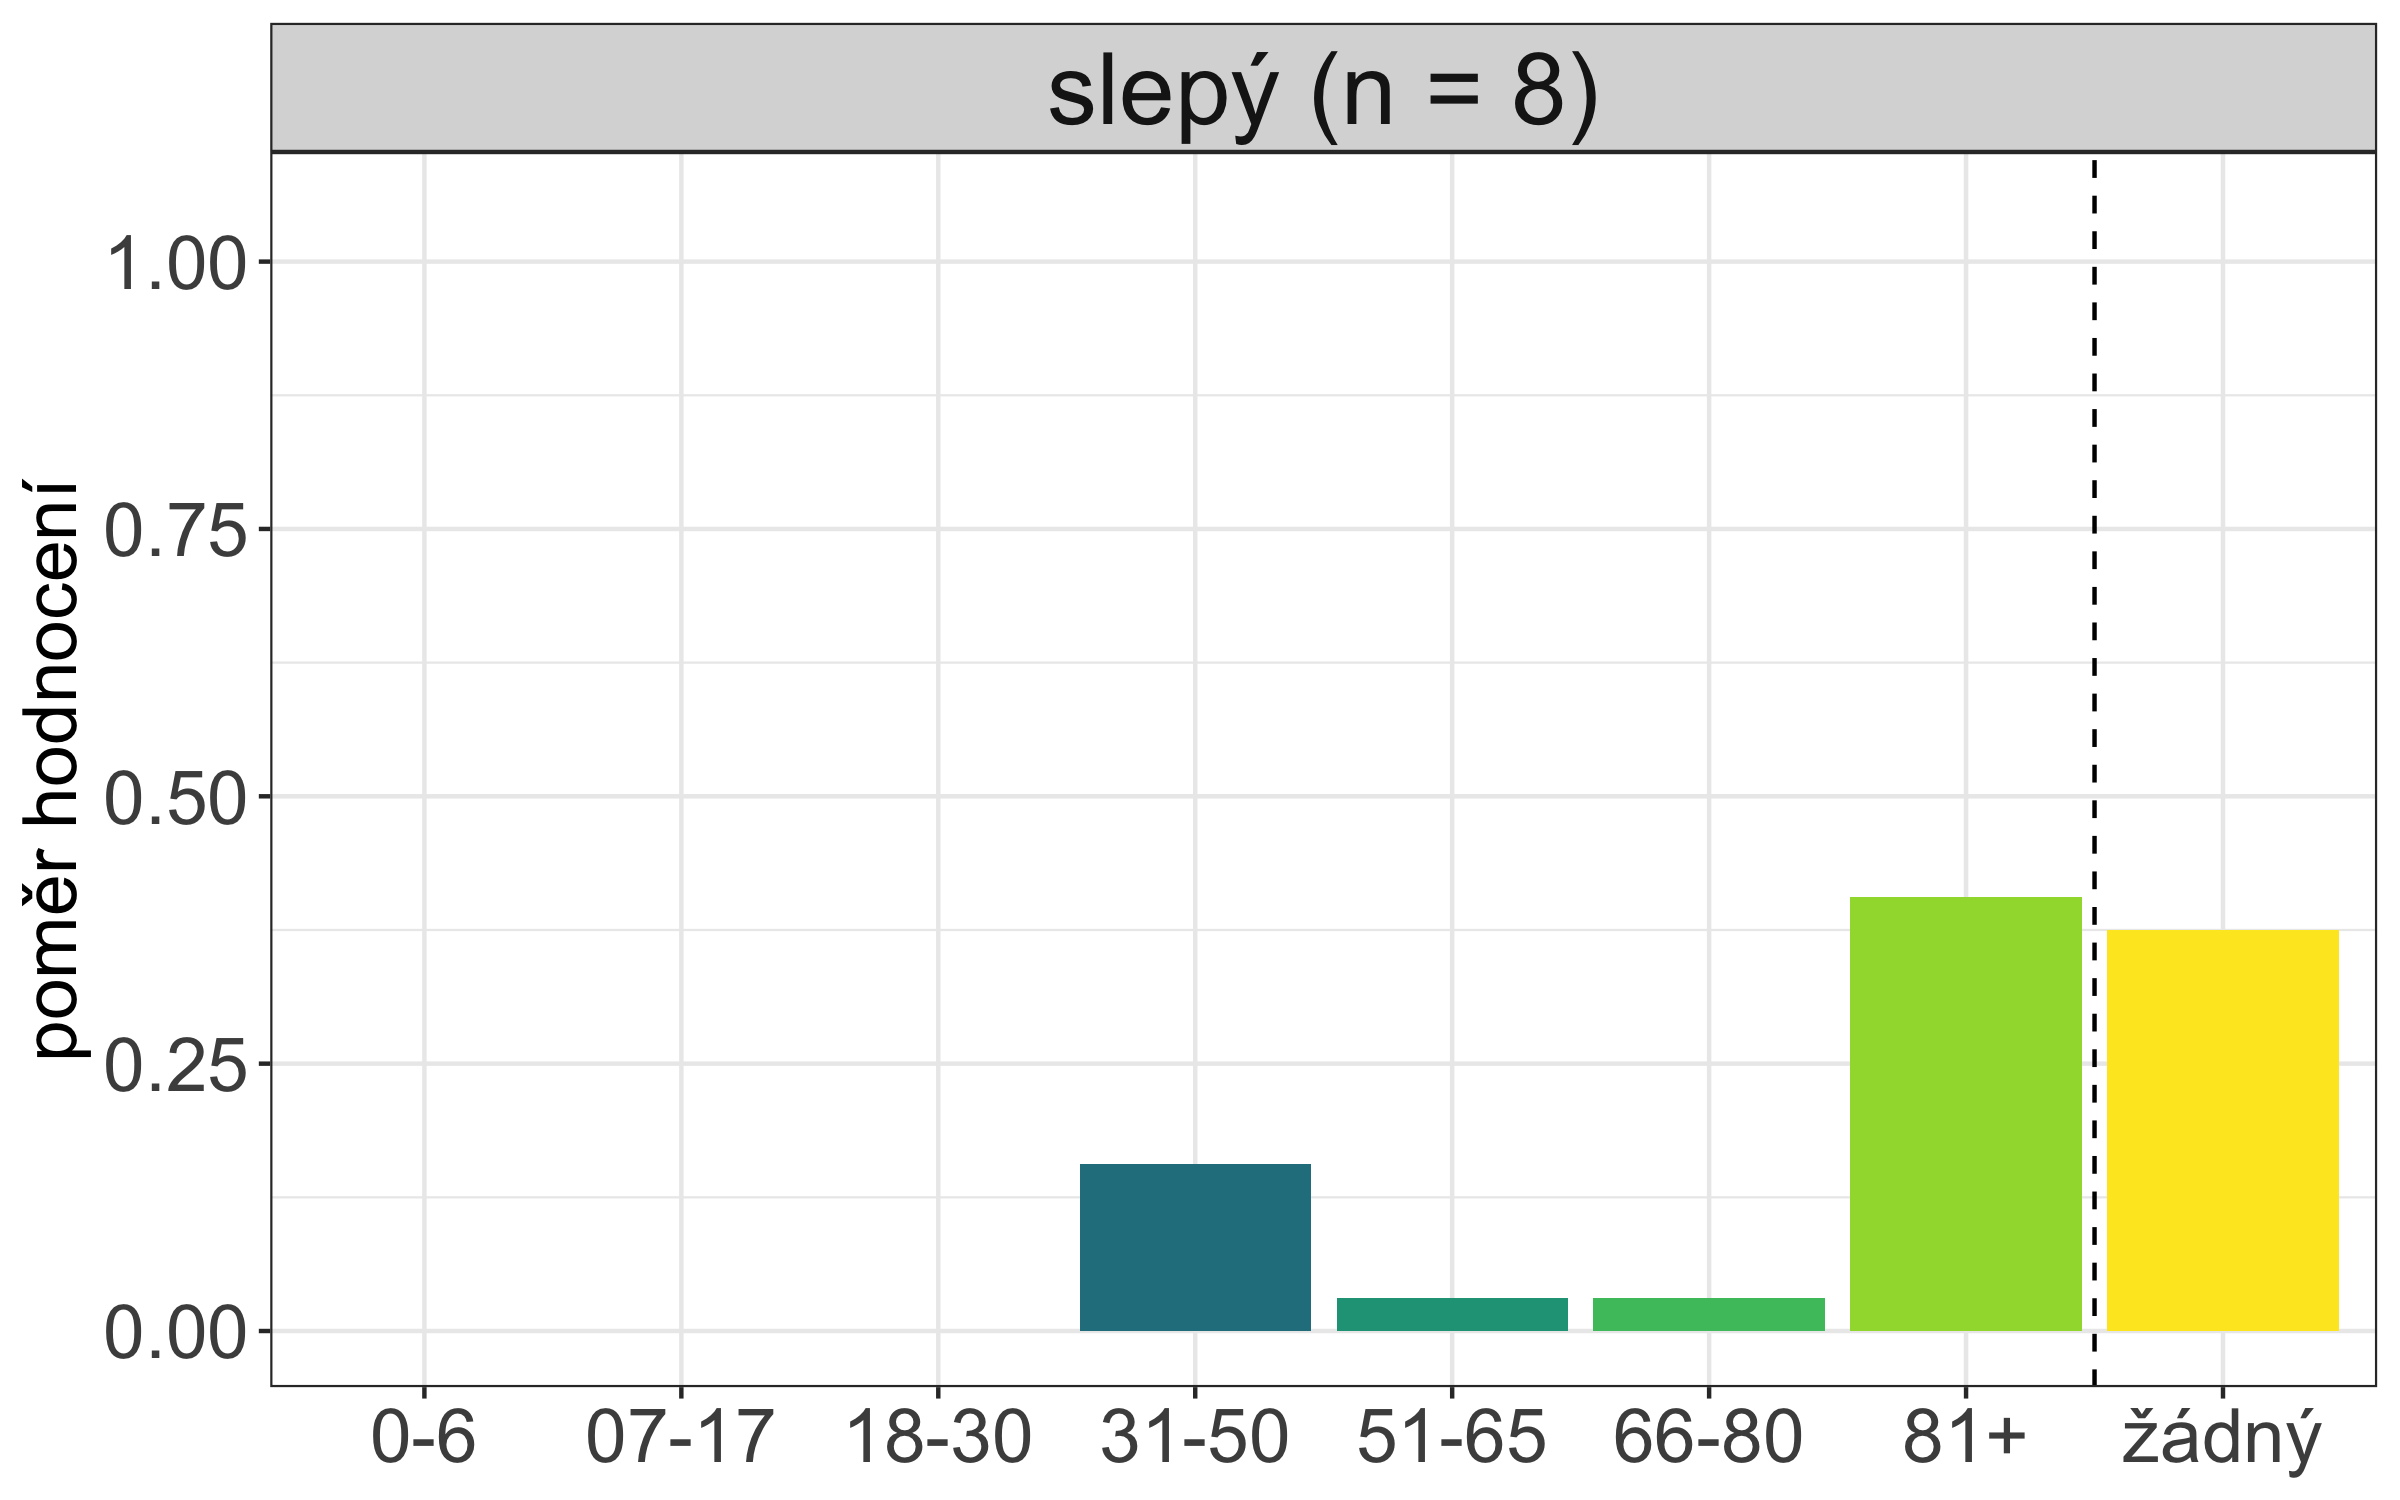 slepý (n = 8)
poměr hodnocení
1.00
0.75
0.50
0.25
0.00
0-6 07-17 18-30 31-50 51-65 66-80 81+ žádný